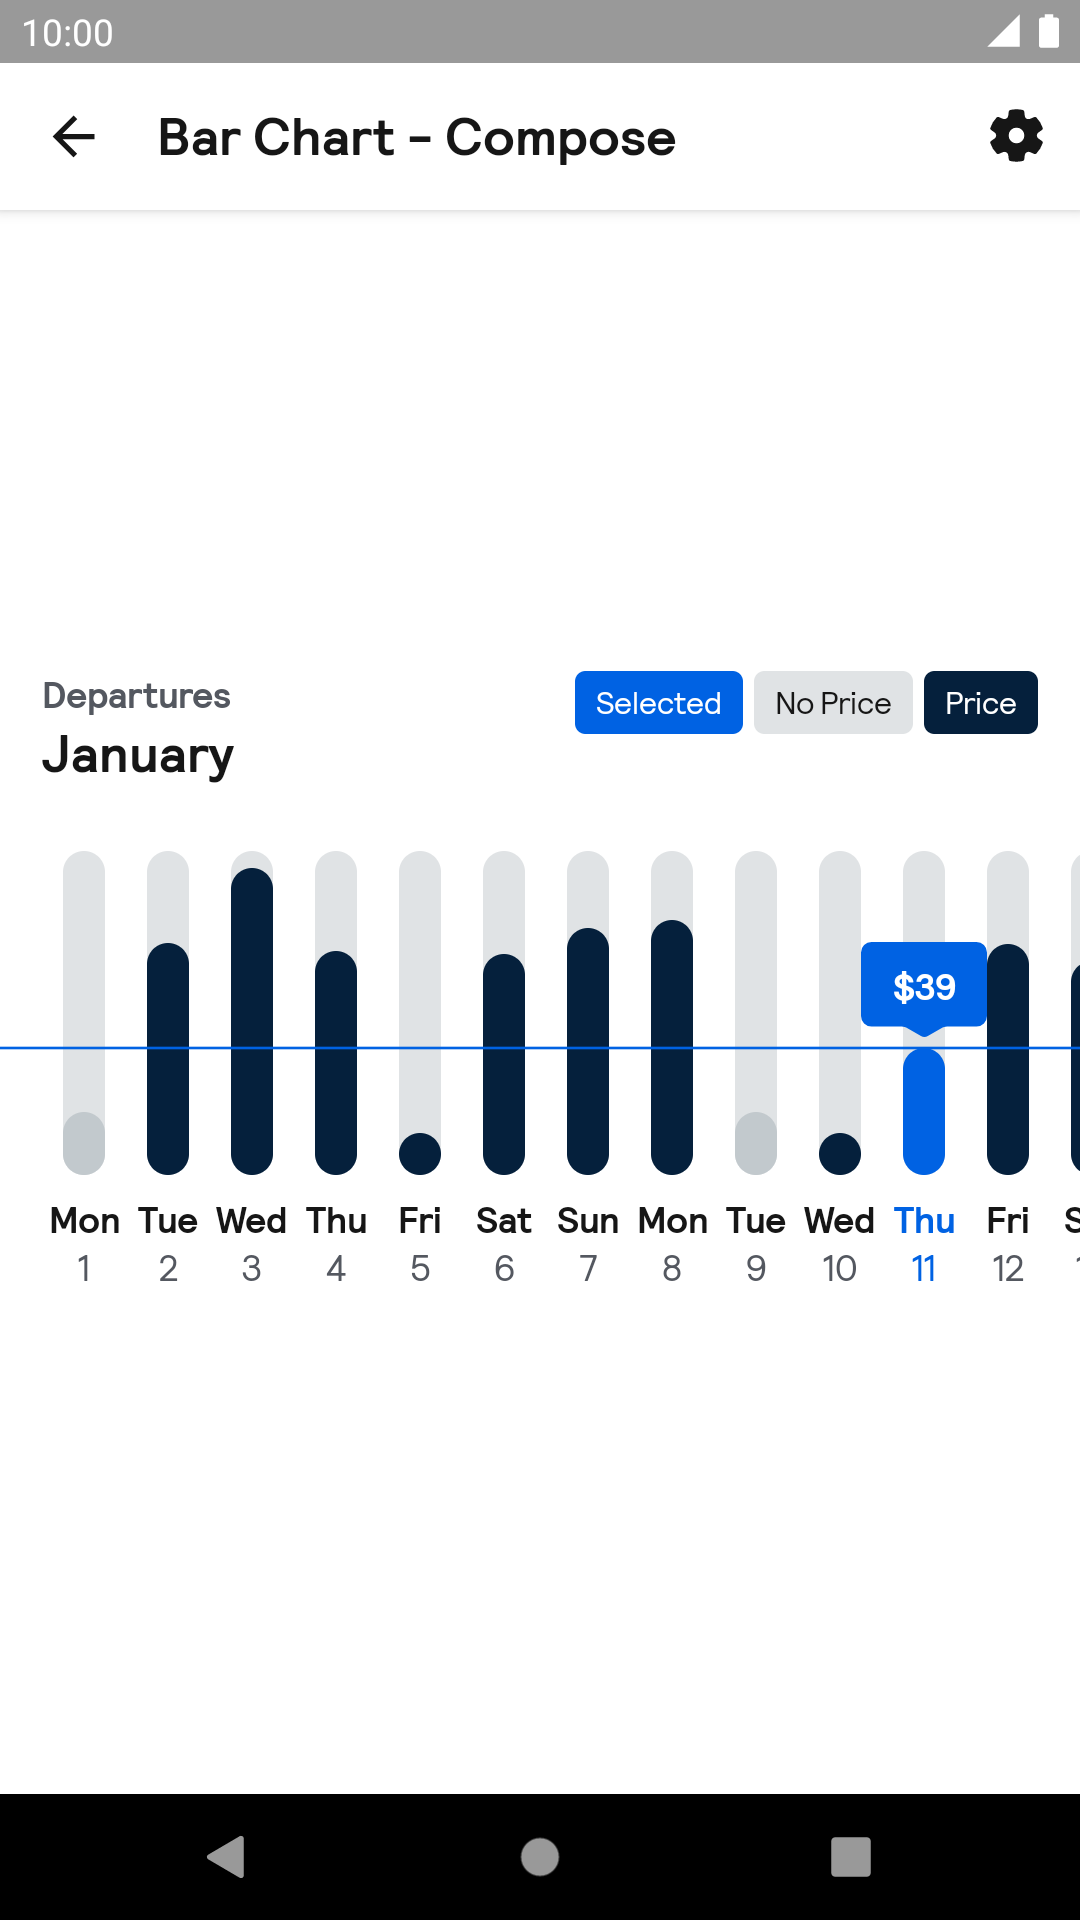 10:00
Bar Chart – Compose
Departures
January
Selected No Price Price
$39
Mon Tue Wed Thu Fri Sat Sun Mon Tue Wed Thu Fri S
1 2 3 4 5 6 7 8 9 10 11 12